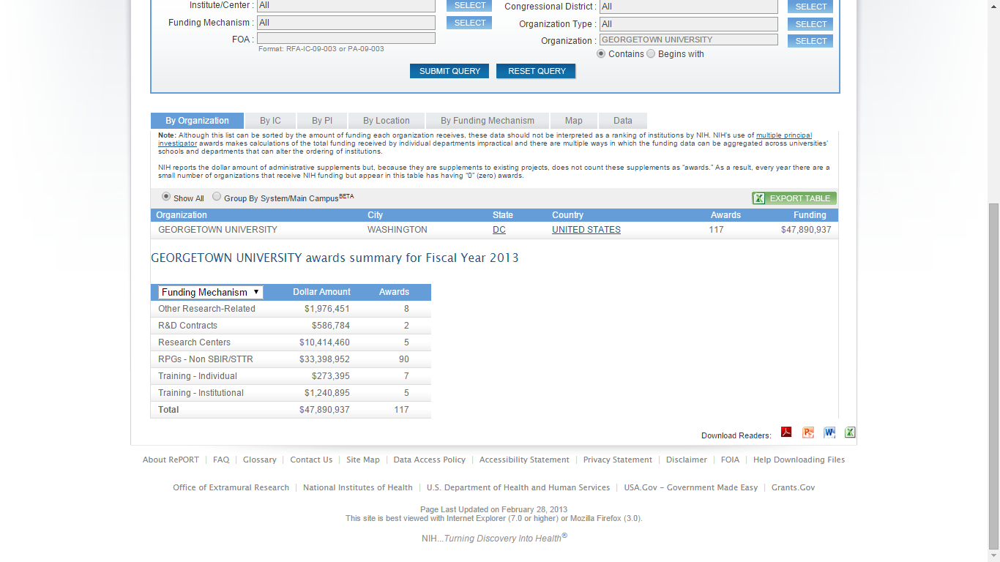 Institute/Center : All SELECT Congressional District : All SELECT
Funding Mechanism : All SELECT Organization Type : All SELECT
FOA : Organization : GEORGETOWN UNIVERSITY SELECT
Format: RFA-IC-09-003 or PA-09-003
Contains Begins with
SUBMIT QUERY RESET QUERY
By Organization By IC By PI By Location By Funding Mechanism Map Data
Note: Although this list can be sorted by the amount of funding each organization receives, these data should not be interpreted as a ranking of institutions by NIH. NIH's use of multiple principal
investigator awards makes calculations of the total funding received by individual departments impractical and there are multiple ways in which the funding data can be aggregated across universities'
schools and departments that can alter the ordering of institutions.
NIH reports the dollar amount of administrative supplements but, because they are supplements to existing projects, does not count these supplements as “awards.” As a result, every year there are a
small number of organizations that receive NIH funding but appear in this table has having “0” (zero) awards.
Show All Group By System/Main Campus BETA EXPORT TABLE
Organization City State Country Awards Funding
GEORGETOWN UNIVERSITY WASHINGTON DC UNITED STATES 117 $47,890,937
GEORGETOWN UNIVERSITY awards summary for Fiscal Year 2013
Funding Mechanism Dollar Amount Awards
Other Research-Related $1,976,451 8
R&D Contracts $586,784 2
Research Centers $10,414,460 5
RPGs - Non SBIR/STTR $33,398,952 90
Training - Individual $273,395 7
Training - Institutional $1,240,895 5
Total $47,890,937 117
Download Readers:
About RePORT | FAQ | Glossary | Contact Us | Site Map | Data Access Policy | Accessibility Statement | Privacy Statement | Disclaimer | FOIA | Help Downloading Files
Office of Extramural Research | National Institutes of Health | U.S. Department of Health and Human Services | USA.Gov – Government Made Easy | Grants.Gov
Page Last Updated on February 28, 2013
This site is best viewed with Internet Explorer (7.0 or higher) or Mozilla Firefox (3.0).
NIH...Turning Discovery Into Health®